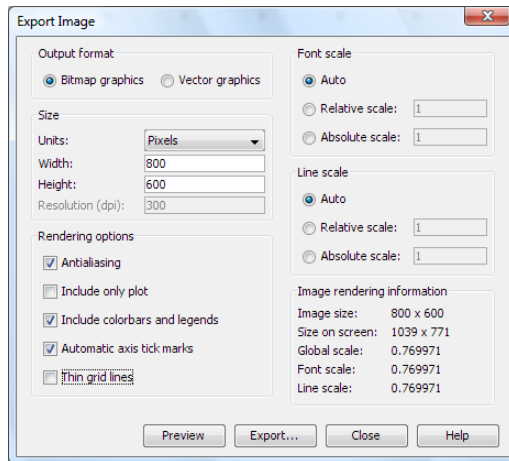 Export Image
Output format
Bitmap graphics Vector graphics
Size
Units: Pixels
Width: 800
Height: 600
Resolution (dpi): 300
Rendering options
Antialiasing
Include only plot
Include colorbars and legends
Automatic axis tick marks
Thin grid lines
Font scale
Auto
Relative scale: 1
Absolute scale: 1
Line scale
Auto
Relative scale: 1
Absolute scale: 1
Image rendering information
Image size: 800 x 600
Size on screen: 1039 x 771
Global scale: 0.769971
Font scale: 0.769971
Line scale: 0.769971
Preview Export... Close Help